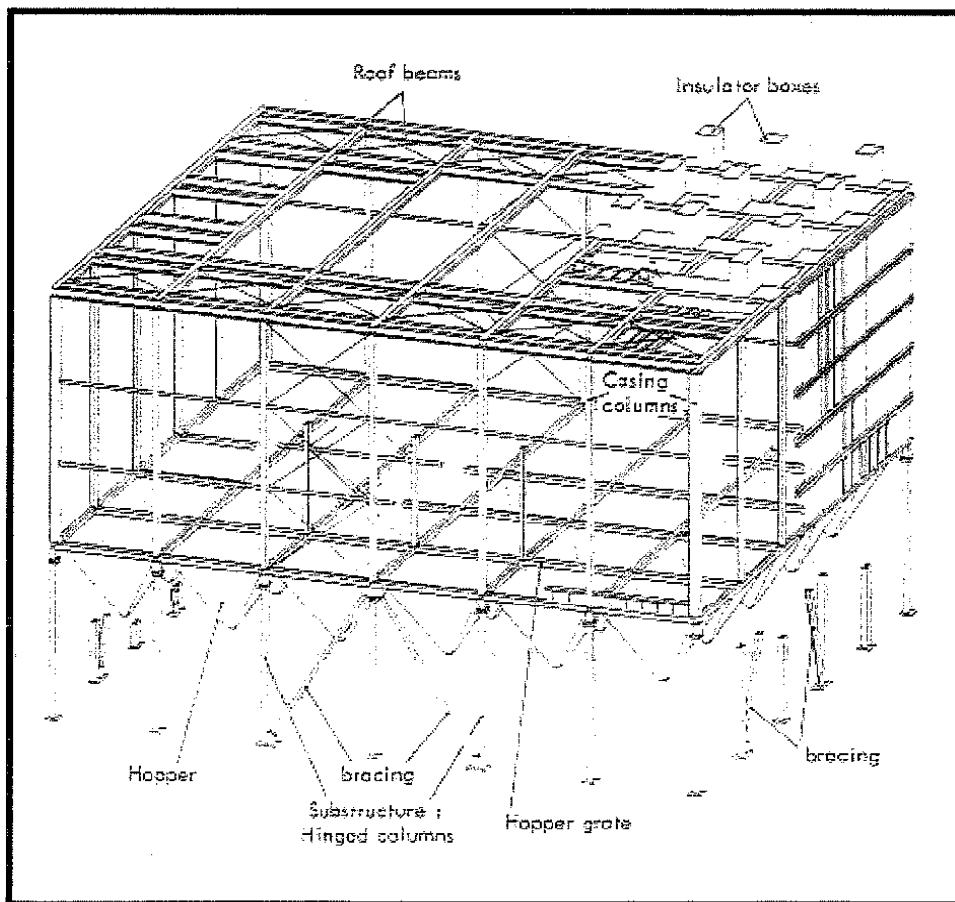 Roof beams
Insulator boxes
Casing
columns
Hopper
bracing
bracing
Substructure :
Hinged columns
Hopper grate